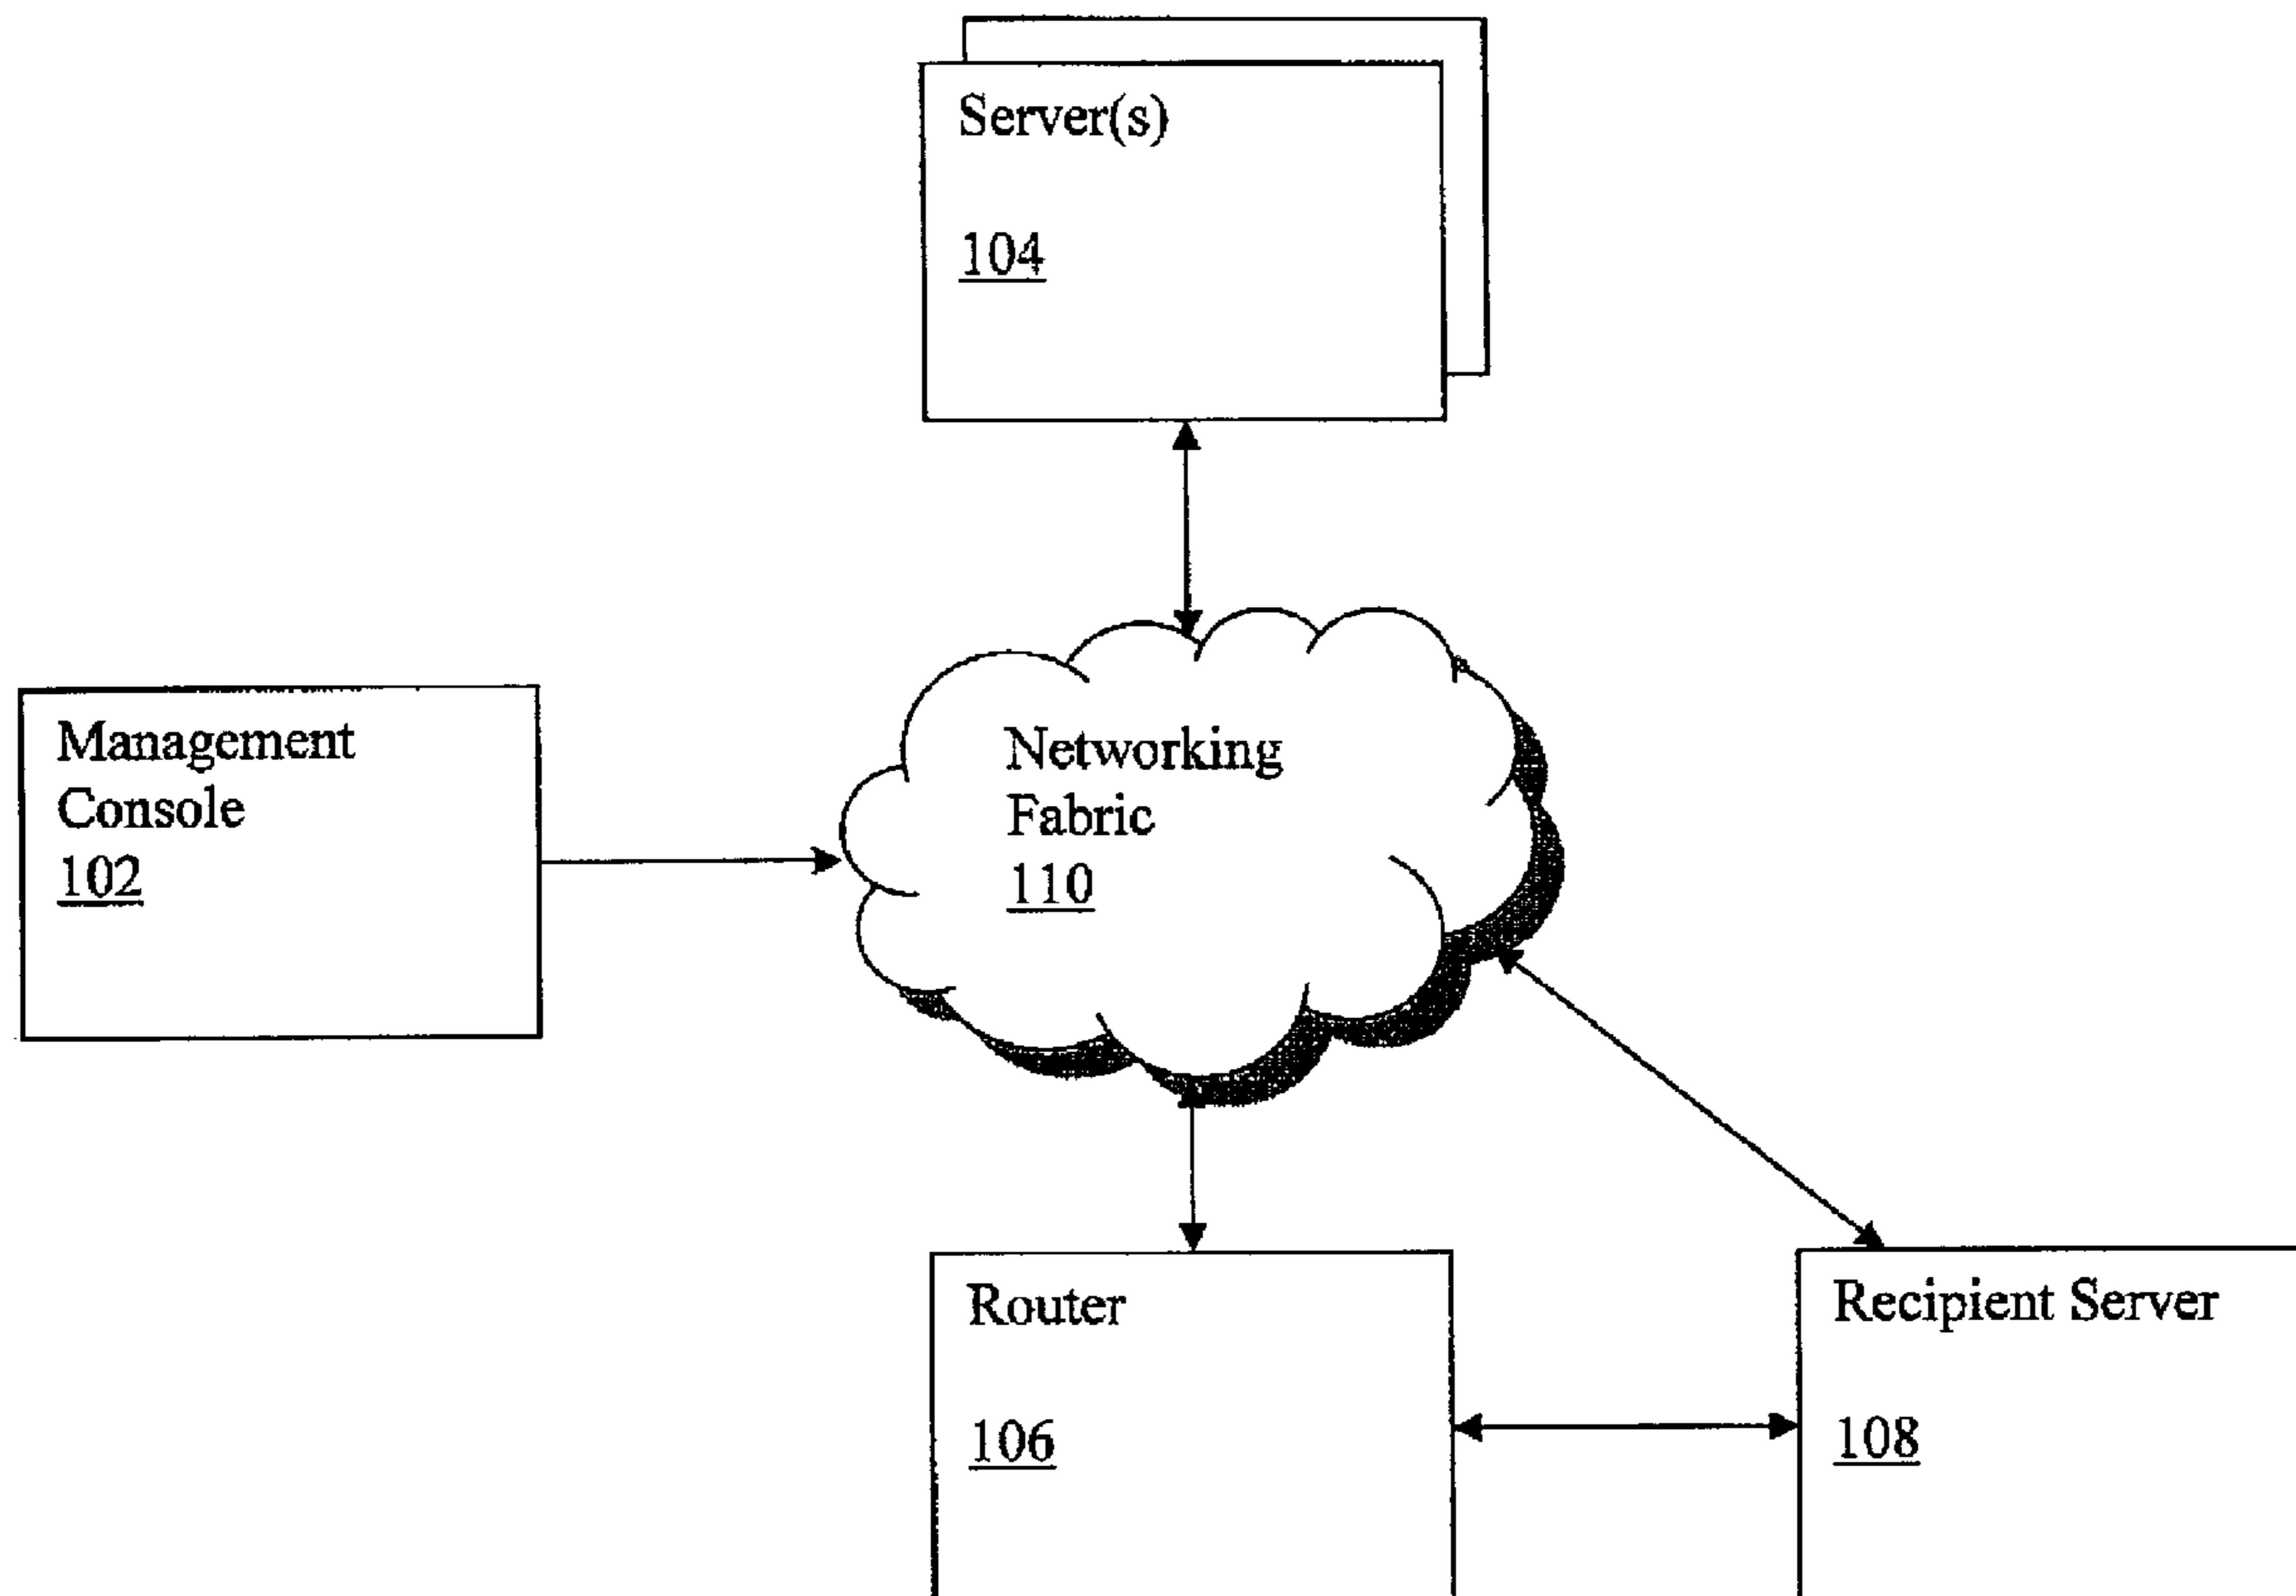 Server(s)
104
Management
Console
102
Networking
Fabric
110
Router
106
Recipient Server
108